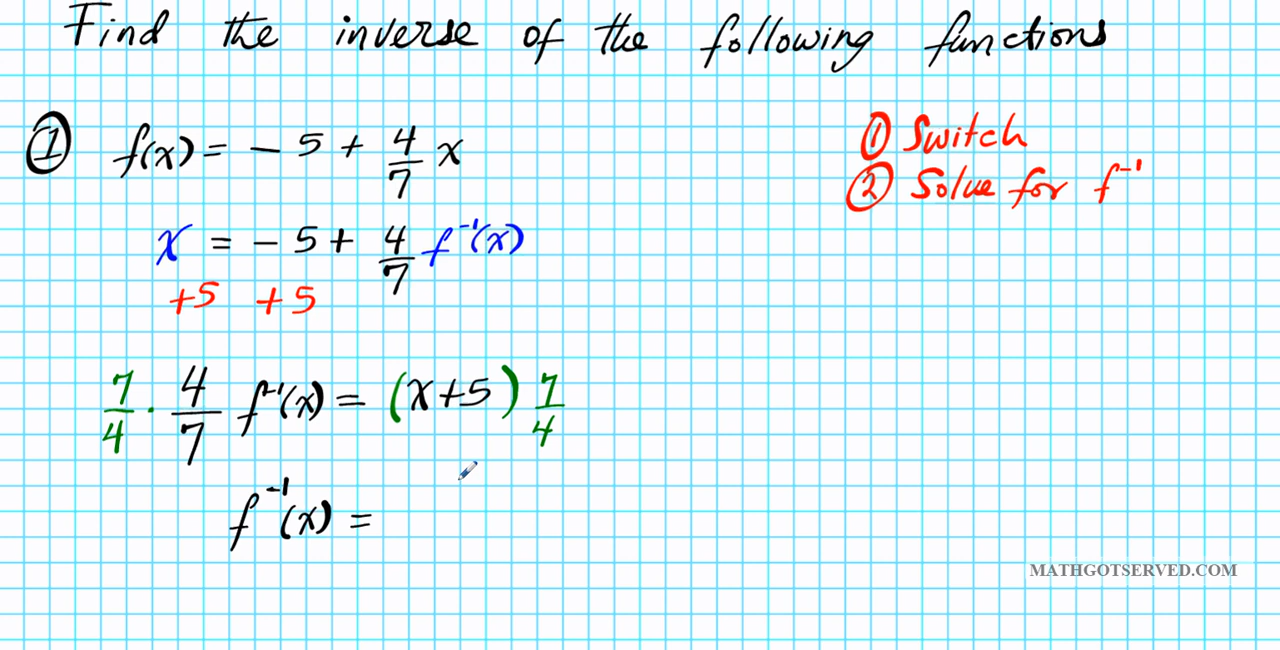 Find the inverse of the following functions
① f(x) = - 5 + 4/7 x
① Switch
② Solve for f⁻¹
x = - 5 + 4/7 f⁻¹(x)
+5 +5
7/4 · 4/7 f⁻¹(x) = (x+5) 7/4
f⁻¹(x) =
MATHGOTSERVED.COM